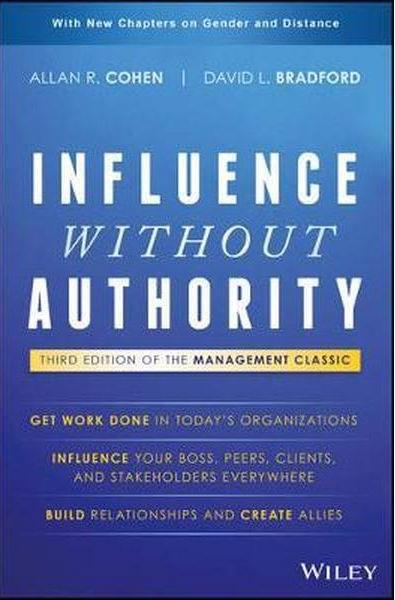 With New Chapters on Gender and Distance
ALLAN R. COHEN | DAVID L. BRADFORD
INFLUENCE
WITHOUT
AUTHORITY
THIRD EDITION OF THE MANAGEMENT CLASSIC
GET WORK DONE IN TODAY'S ORGANIZATIONS
INFLUENCE YOUR BOSS, PEERS, CLIENTS,
AND STAKEHOLDERS EVERYWHERE
BUILD RELATIONSHIPS AND CREATE ALLIES
WILEY